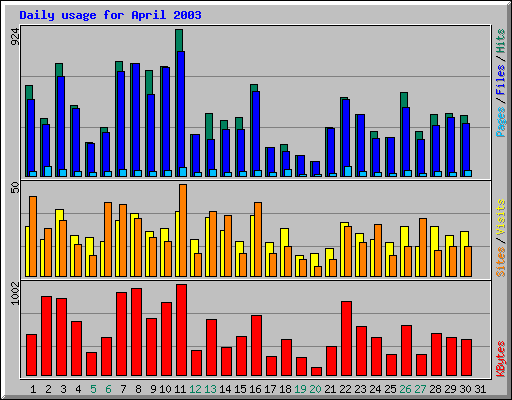 Daily usage for April 2003
924
Pages / Files / Hits
50
Sites / Visits
1002
KBytes
1 2 3 4 5 6 7 8 9 10 11 12 13 14 15 16 17 18 19 20 21 22 23 24 25 26 27 28 29 30 31